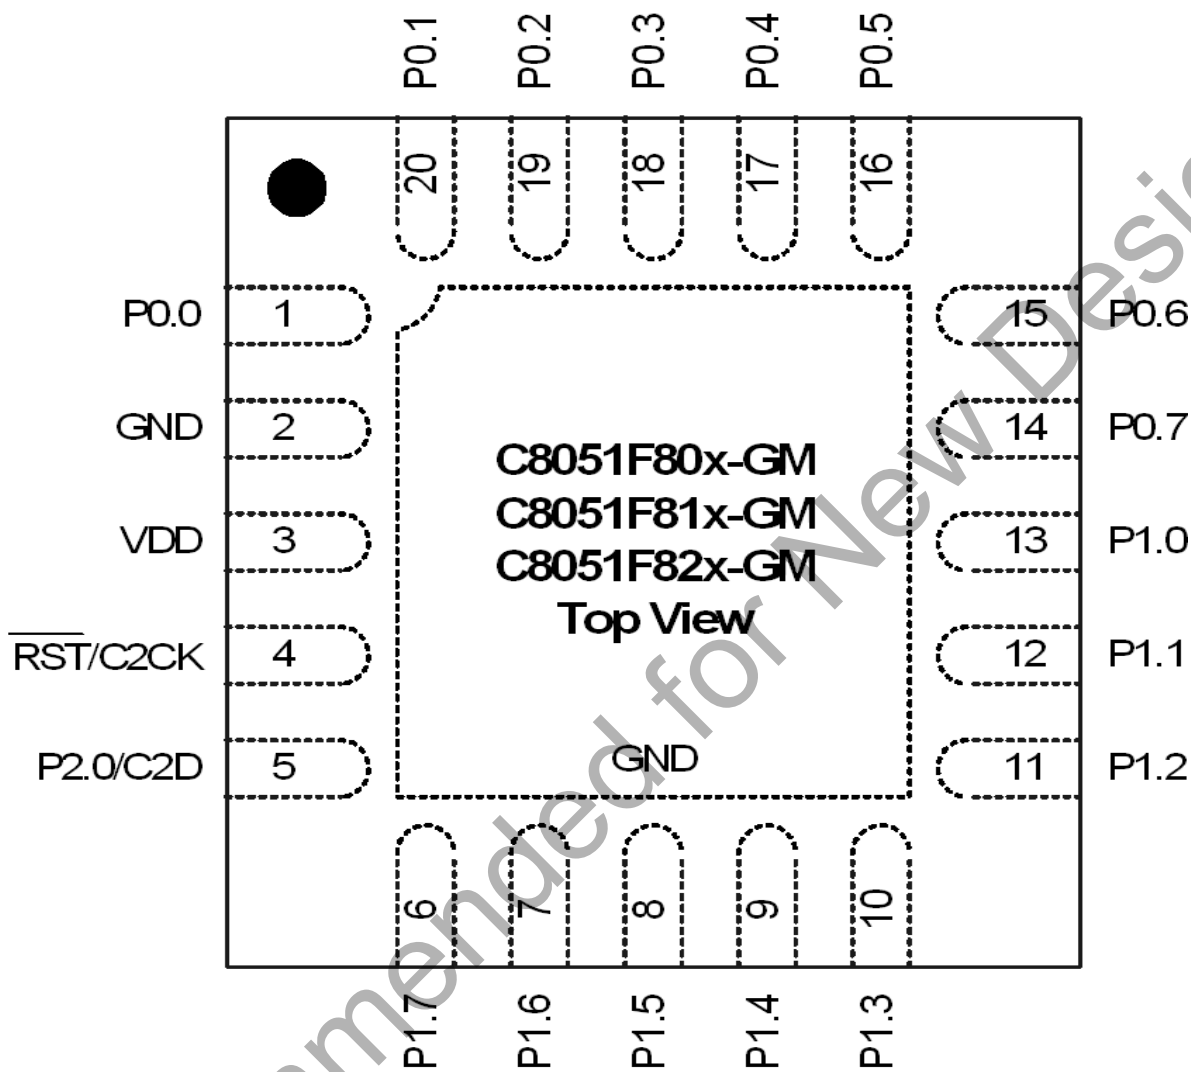 P0.1 P0.2 P0.3 P0.4 P0.5
20 19 18 17 16
P0.0 1 15 P0.6
GND 2 14 P0.7
C8051F80x-GM
C8051F81x-GM
VDD 3 13 P1.0
C8051F82x-GM
Top View
RST/C2CK 4 12 P1.1
GND
P2.0/C2D 5 11 P1.2
6 7 8 9 10
P1.7 P1.6 P1.5 P1.4 P1.3
for New